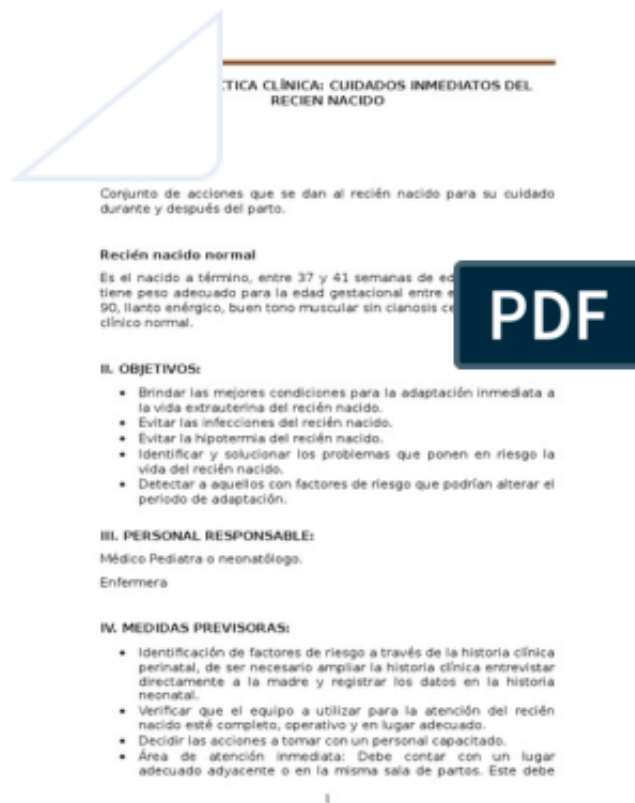 CTICA CLÍNICA: CUIDADOS INMEDIATOS DEL
RECIEN NACIDO
Conjunto de acciones que se dan al recién nacido para su cuidado
durante y después del parto.
Recién nacido normal
Es el nacido a término, entre 37 y 41 semanas de
tiene peso adecuado para la edad gestacional entre
90, llanto enérgico, buen tono muscular sin cianosis
clínico normal.
PDF
II. OBJETIVOS:
• Brindar las mejores condiciones para la adaptación inmediata a
la vida extrauterina del recién nacido.
• Evitar las infecciones del recién nacido.
• Evitar la hipotermia del recién nacido.
• Identificar y solucionar los problemas que ponen en riesgo la
vida del recién nacido.
• Detectar a aquellos con factores de riesgo que podrían alterar el
periodo de adaptación.
III. PERSONAL RESPONSABLE:
Médico Pediatra o neonatólogo.
Enfermera
IV. MEDIDAS PREVISORAS:
• Identificación de factores de riesgo a través de la historia clínica
perinatal, de ser necesario ampliar la historia clínica entrevistar
directamente a la madre y registrar los datos en la historia
neonatal.
• Verificar que el equipo a utilizar para la atención del recién
nacido esté completo, operativo y en lugar adecuado.
• Decidir las acciones a tomar con un personal capacitado.
• Área de atención inmediata: Debe contar con un lugar
adecuado adyacente o en la misma sala de partos. Este debe
1